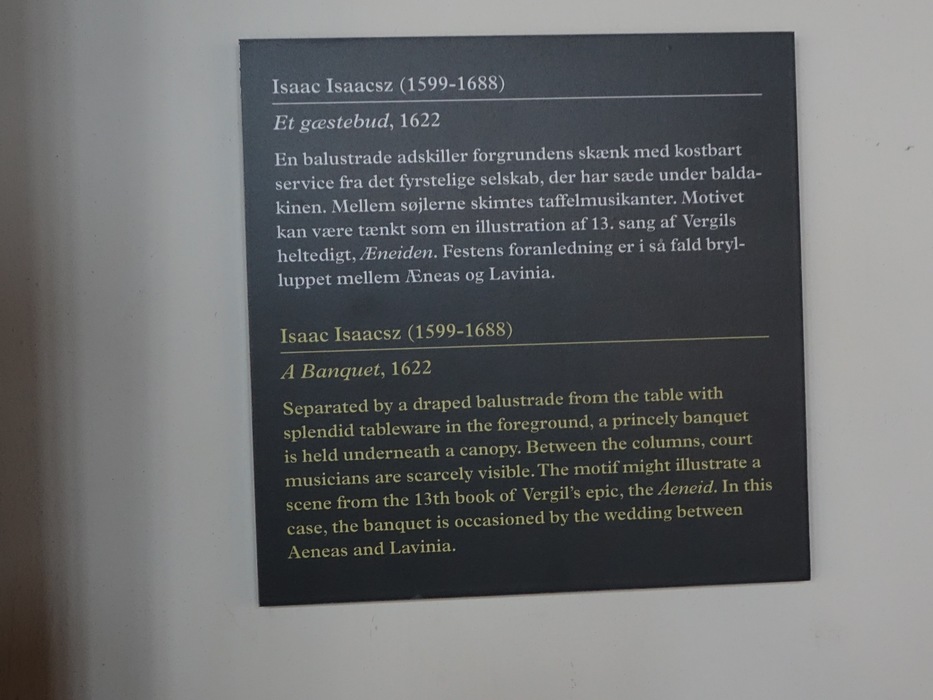 Isaac Isaacsz (1599-1688)
Et gæstebud, 1622
En balustrade adskiller forgrundens skænk med kostbart
service fra det fyrstelige selskab, der har sæde under balda-
kinen. Mellem søjlerne skimtes taffelmusikanter. Motivet
kan være tænkt som en illustration af 13. sang af Vergils
heltedigt, Æneiden. Festens foranledning er i så fald bryl-
luppet mellem Æneas og Lavinia.
Isaac Isaacsz (1599-1688)
A Banquet, 1622
Separated by a draped balustrade from the table with
splendid tableware in the foreground, a princely banquet
is held underneath a canopy. Between the columns, court
musicians are scarcely visible. The motif might illustrate a
scene from the 13th book of Vergil's epic, the Aeneid. In this
case, the banquet is occasioned by the wedding between
Aeneas and Lavinia.